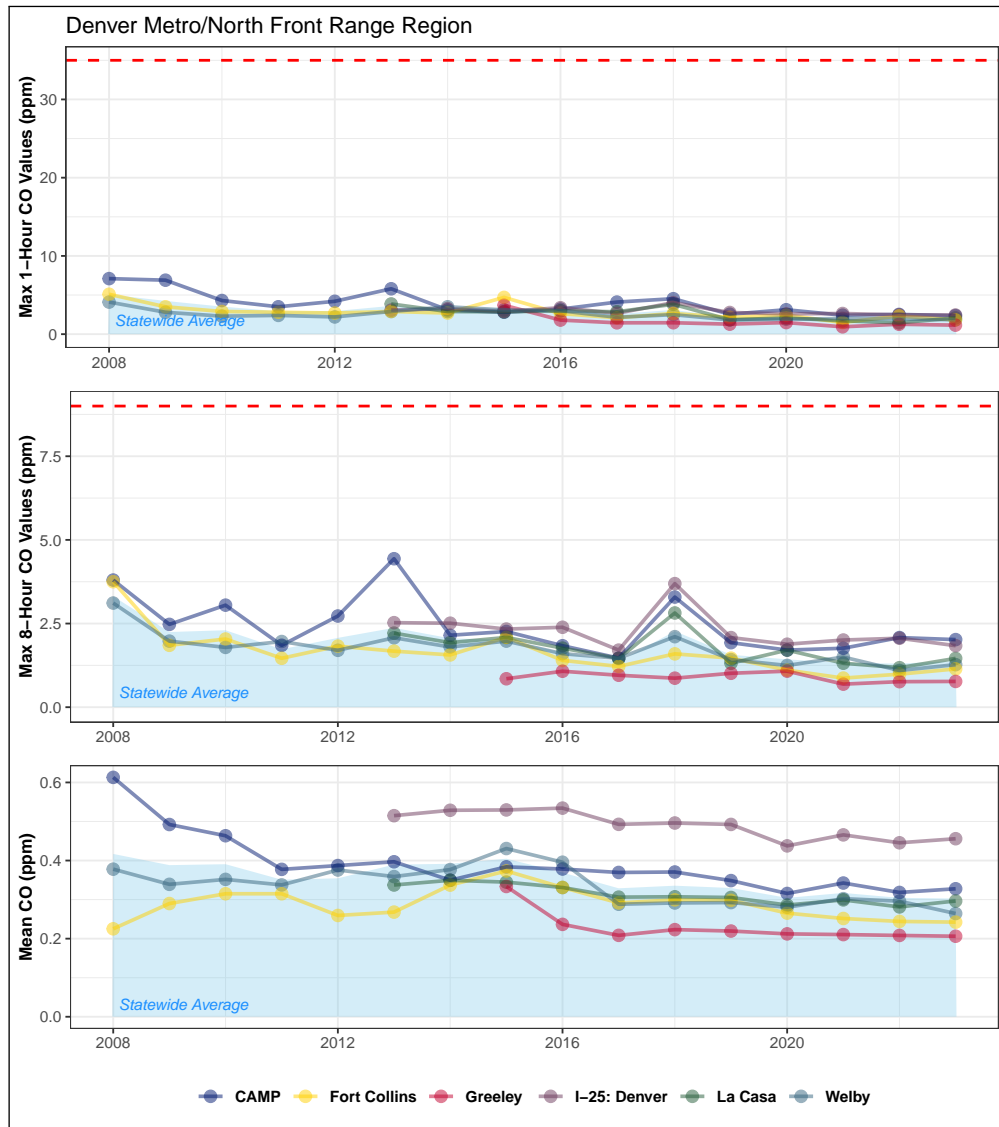 Denver Metro/North Front Range Region
Max 1−Hour CO Values (ppm)
30
20
10
0
Statewide Average
2008 2012 2016 2020
Max 8−Hour CO Values (ppm)
7.5
5.0
2.5
0.0
Statewide Average
2008 2012 2016 2020
Mean CO (ppm)
0.6
0.4
0.2
0.0
Statewide Average
2008 2012 2016 2020
CAMP Fort Collins Greeley I−25: Denver La Casa Welby